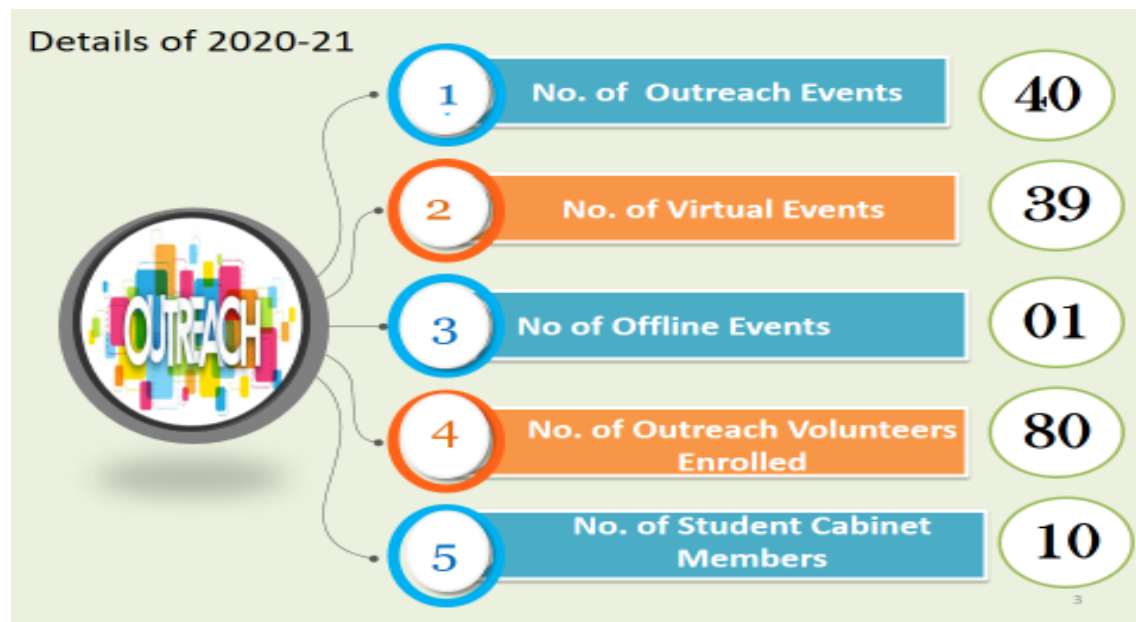 Details of 2020-21
1
No. of Outreach Events
40
2
No. of Virtual Events
39
OUTREACH
3
No of Offline Events
01
4
No. of Outreach Volunteers
Enrolled
80
5
No. of Student Cabinet
Members
10
3